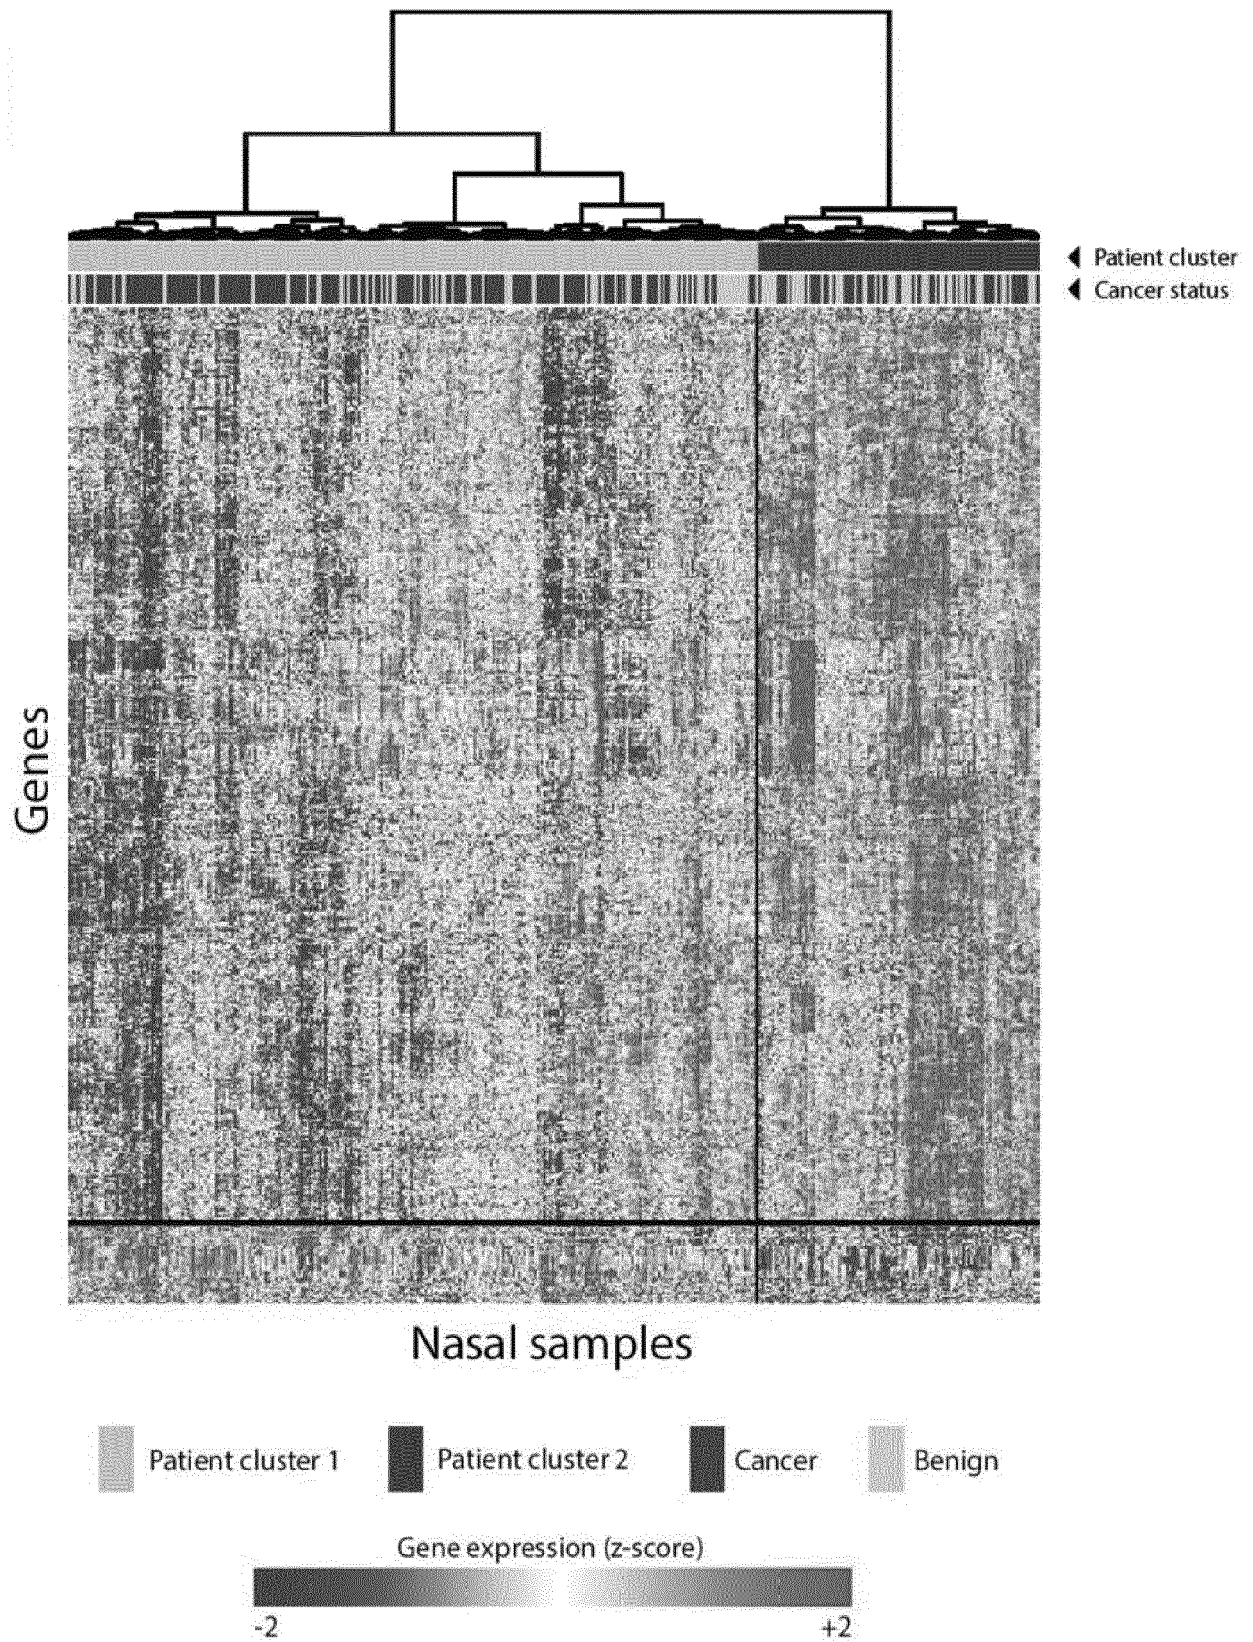 Patient cluster
Cancer status
Genes
Nasal samples
Patient cluster 1
Patient cluster 2
Cancer
Benign
Gene expression (z-score)
-2
+2